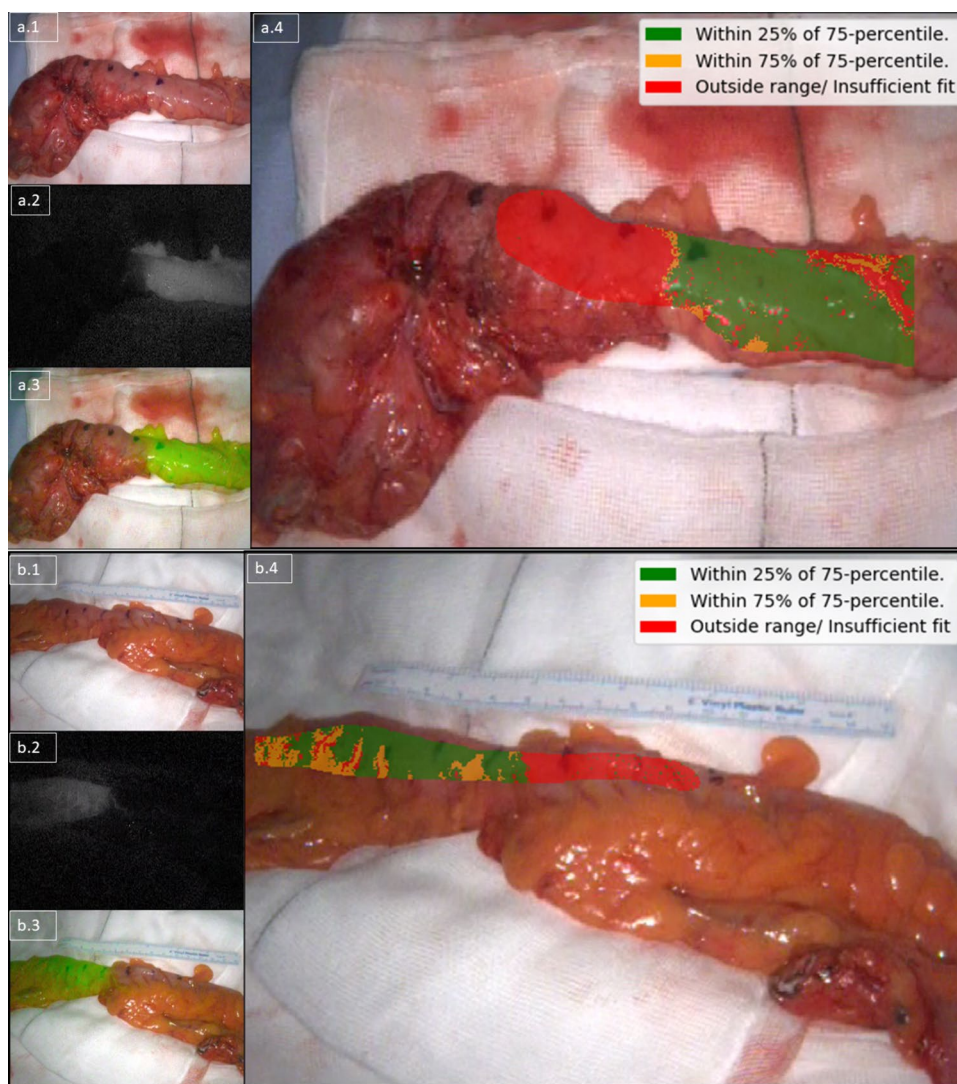 a.1
a.2
a.3
a.4
Within 25% of 75-percentile.
Within 75% of 75-percentile.
Outside range/ Insufficient fit
b.1
b.2
b.3
b.4
Within 25% of 75-percentile.
Within 75% of 75-percentile.
Outside range/ Insufficient fit
Vinyl Plastic Ruler